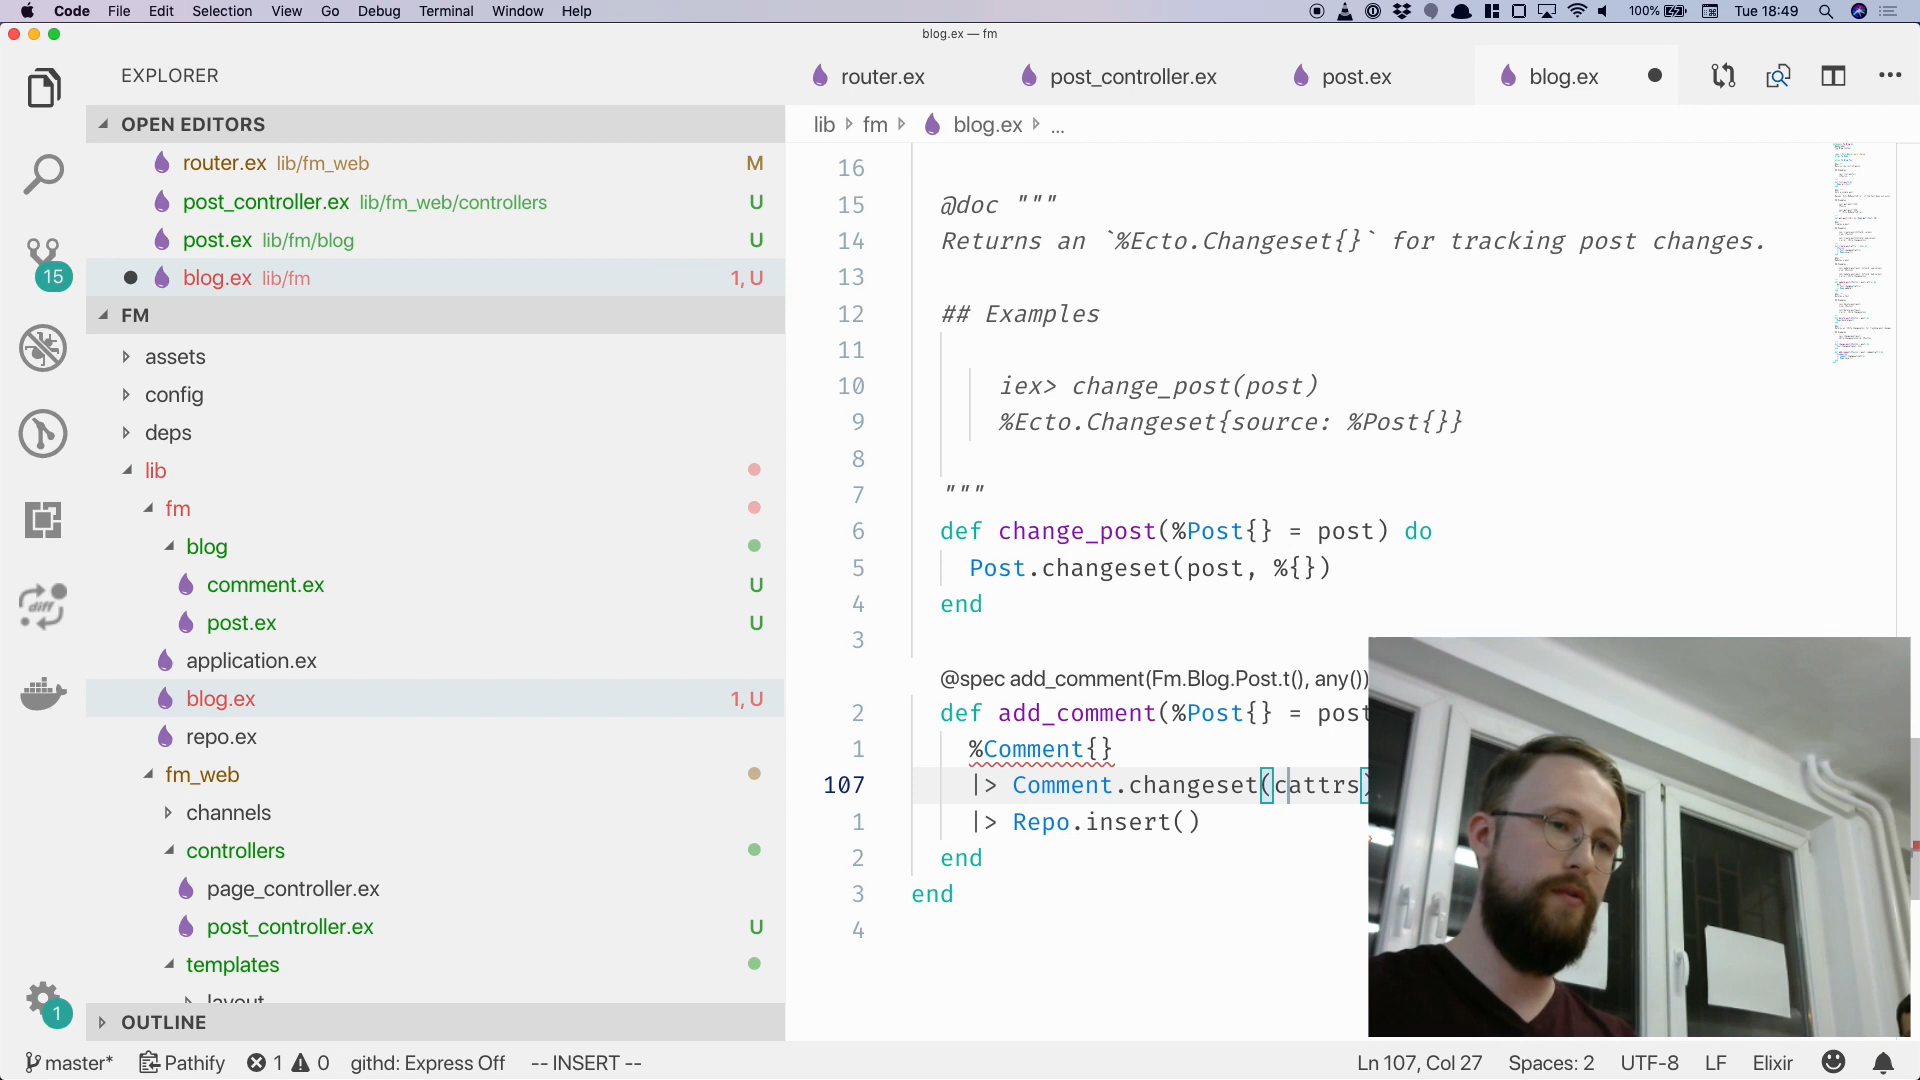 Code File Edit Selection View Go Debug Terminal Window Help 100% Tue 18:49
blog.ex — fm
EXPLORER
router.ex post_controller.ex post.ex blog.ex
OPEN EDITORS
lib fm blog.ex ...
router.ex lib/fm_web M
post_controller.ex lib/fm_web/controllers U
post.ex lib/fm/blog U
blog.ex lib/fm 1, U
15
FM
assets
config
deps
lib
fm
blog
comment.ex U
post.ex U
application.ex
blog.ex 1, U
repo.ex
fm_web
channels
controllers
page_controller.ex
post_controller.ex U
templates
layout
OUTLINE
diff
1
16
15 @doc """
14 Returns an `%Ecto.Changeset{}` for tracking post changes.
13
12 ## Examples
11
10 iex> change_post(post)
9 %Ecto.Changeset{source: %Post{}}
8
7 """
6 def change_post(%Post{} = post) do
5 Post.changeset(post, %{})
4 end
3
@spec add_comment(Fm.Blog.Post.t(), any())
2 def add_comment(%Post{} = post
1 %Comment{}
107 |> Comment.changeset(cattrs)
1 |> Repo.insert()
2 end
3 end
4
master* Pathify 1 0 githd: Express Off -- INSERT -- Ln 107, Col 27 Spaces: 2 UTF-8 LF Elixir